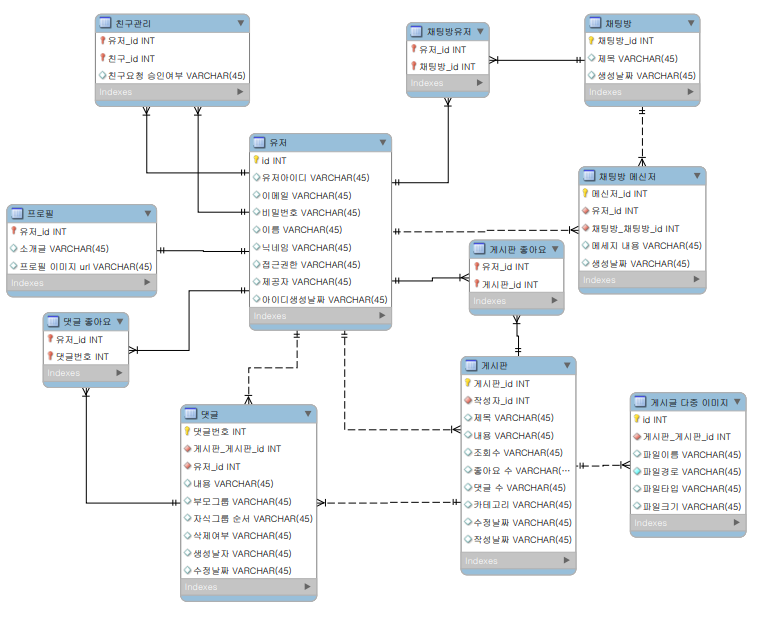 친구관리
유저_id INT
친구_id INT
친구요청 승인여부 VARCHAR(45)
Indexes
채팅방유저
유저_id INT
채팅방_id INT
Indexes
채팅방
채팅방_id INT
제목 VARCHAR(45)
생성날짜 VARCHAR(45)
Indexes
유저
id INT
유저아이디 VARCHAR(45)
이메일 VARCHAR(45)
비밀번호 VARCHAR(45)
이름 VARCHAR(45)
닉네임 VARCHAR(45)
접근권한 VARCHAR(45)
제공자 VARCHAR(45)
아이디생성날짜 VARCHAR(45)
Indexes
채팅방 메신저
메신저_id INT
유저_id INT
채팅방_채팅방_id INT
메세지 내용 VARCHAR(45)
생성날짜 VARCHAR(45)
Indexes
프로필
유저_id INT
소개글 VARCHAR(45)
프로필 이미지 url VARCHAR(45)
Indexes
게시판 좋아요
유저_id INT
게시판_id INT
Indexes
댓글 좋아요
유저_id INT
댓글번호 INT
Indexes
게시판
게시판_id INT
작성자_id INT
제목 VARCHAR(45)
내용 VARCHAR(45)
조회수 VARCHAR(45)
좋아요 수 VARCHAR(…
댓글 수 VARCHAR(45)
카테고리 VARCHAR(45)
수정날짜 VARCHAR(45)
작성날짜 VARCHAR(45)
Indexes
게시글 다중 이미지
id INT
게시판_게시판_id INT
파일이름 VARCHAR(45)
파일경로 VARCHAR(45)
파일타입 VARCHAR(45)
파일크기 VARCHAR(45)
Indexes
댓글
댓글번호 INT
게시판_게시판_id INT
유저_id INT
내용 VARCHAR(45)
부모그룹 VARCHAR(45)
자식그룹 순서 VARCHAR(45)
삭제여부 VARCHAR(45)
생성날자 VARCHAR(45)
수정날짜 VARCHAR(45)
Indexes